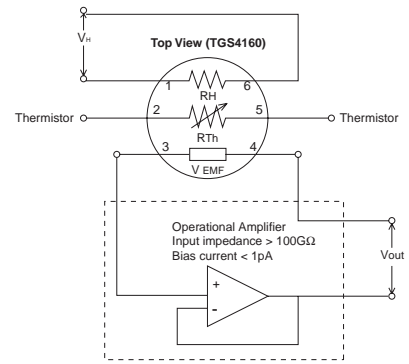 VH
Top View (TGS4160)
1
6
RH
Thermistor
2
5
Thermistor
RTh
3
4
V EMF
Operational Amplifier
Input impedance > 100GΩ
Bias current < 1pA
Vout
+
-